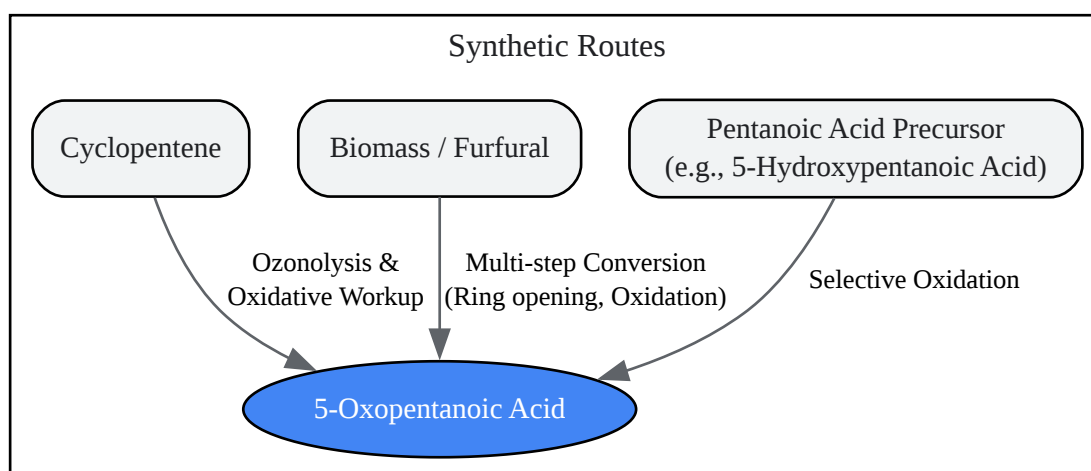 Synthetic Routes
Cyclopentene
Biomass / Furfural
Pentanoic Acid Precursor
(e.g., 5-Hydroxypentanoic Acid)
Ozonolysis &
Oxidative Workup
Multi-step Conversion
(Ring opening, Oxidation)
Selective Oxidation
5-Oxopentanoic Acid